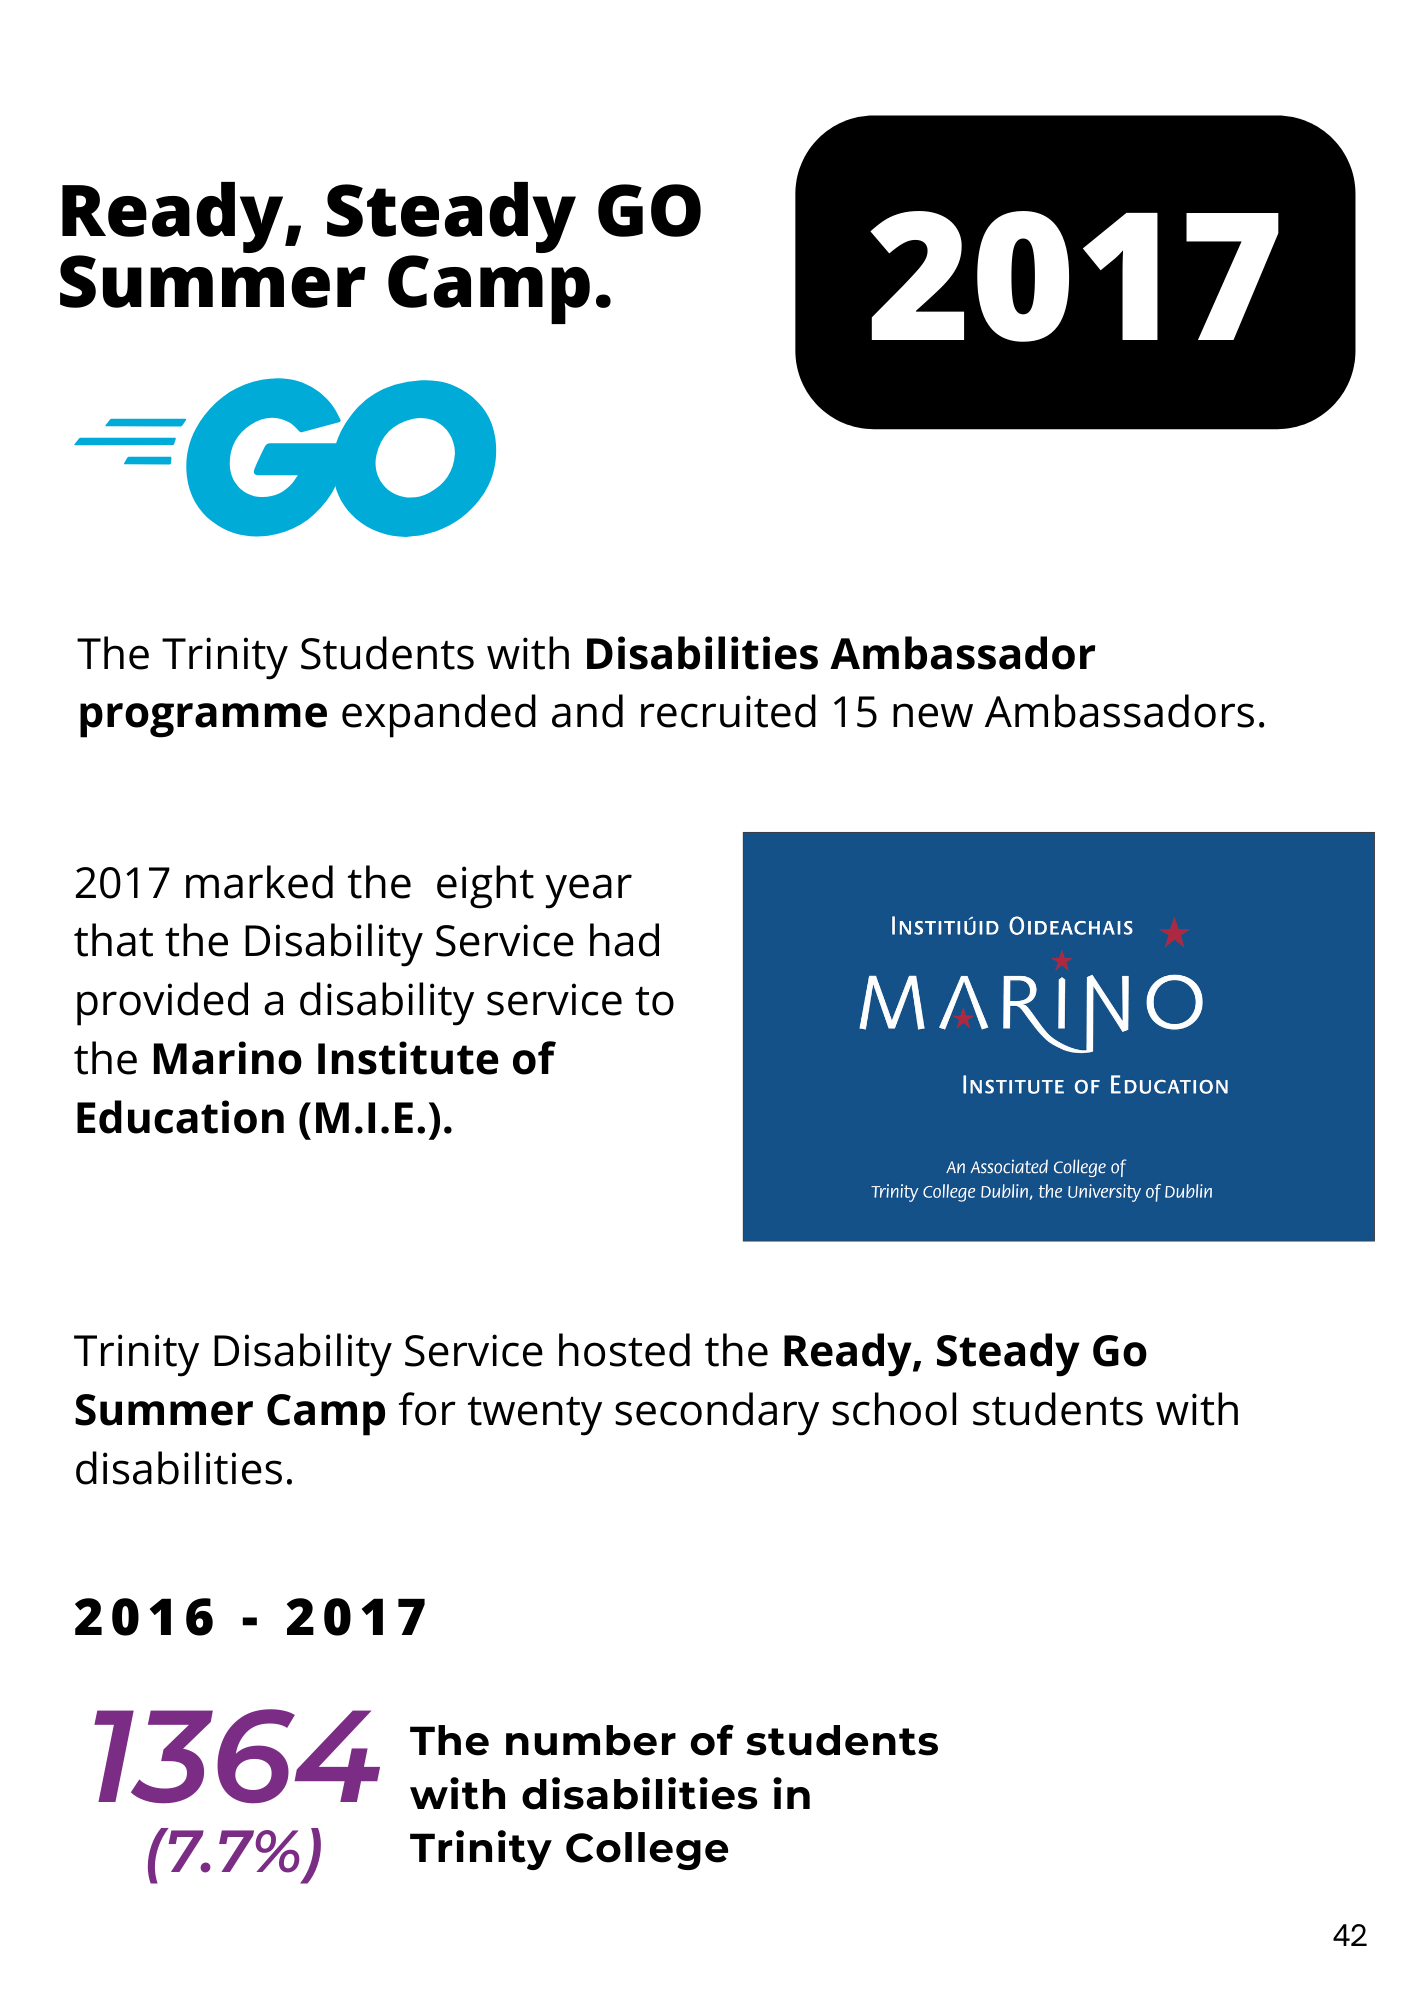 Ready, Steady GO
Summer Camp.
2017
GO
The Trinity Students with Disabilities Ambassador
programme expanded and recruited 15 new Ambassadors.
2017 marked the  eight year
that the Disability Service had
provided a disability service to
the Marino Institute of
Education (M.I.E.).
INSTITIÚID OIDEACHAIS
MARINO
INSTITUTE OF EDUCATION
An Associated College of
Trinity College Dublin, the University of Dublin
Trinity Disability Service hosted the Ready, Steady Go
Summer Camp for twenty secondary school students with
disabilities.
2016 - 2017
1364
(7.7%)
The number of students
with disabilities in
Trinity College
42